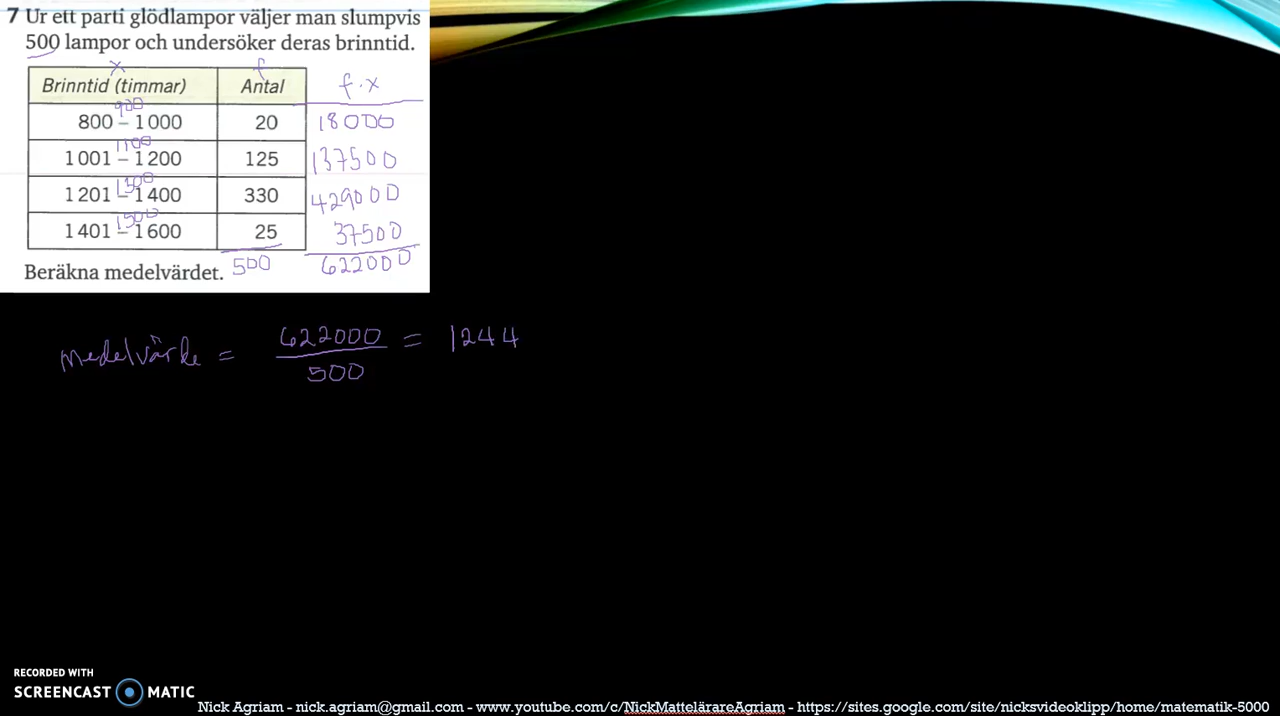 7 Ur ett parti glödlampor väljer man slumpvis
500 lampor och undersöker deras brinntid.
x f
Brinntid (timmar) Antal f·x
900
800 – 1000 20 18000
1100
1001 – 1200 125 137500
1300
1201 – 1400 330 429000
1500
1401 – 1600 25 37500
Beräkna medelvärdet. 500 622000
medelvärde = 622000 / 500 = 1244
RECORDED WITH
SCREENCAST MATIC
Nick Agriam - nick.agriam@gmail.com - www.youtube.com/c/NickMattelärareAgriam - https://sites.google.com/site/nicksvideoklipp/home/matematik-5000